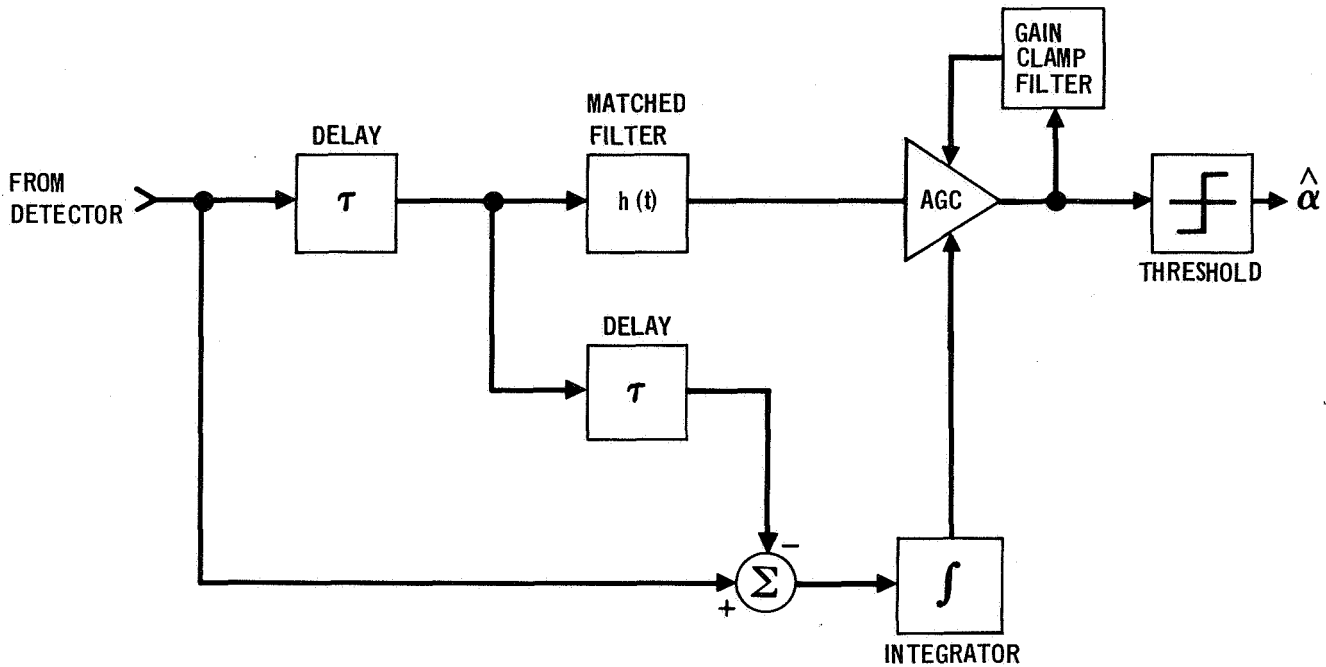 GAIN
CLAMP
FILTER
MATCHED
FILTER
DELAY
FROM
DETECTOR
τ
h (t)
AGC
α̂
THRESHOLD
DELAY
τ
−
Σ
+
∫
INTEGRATOR